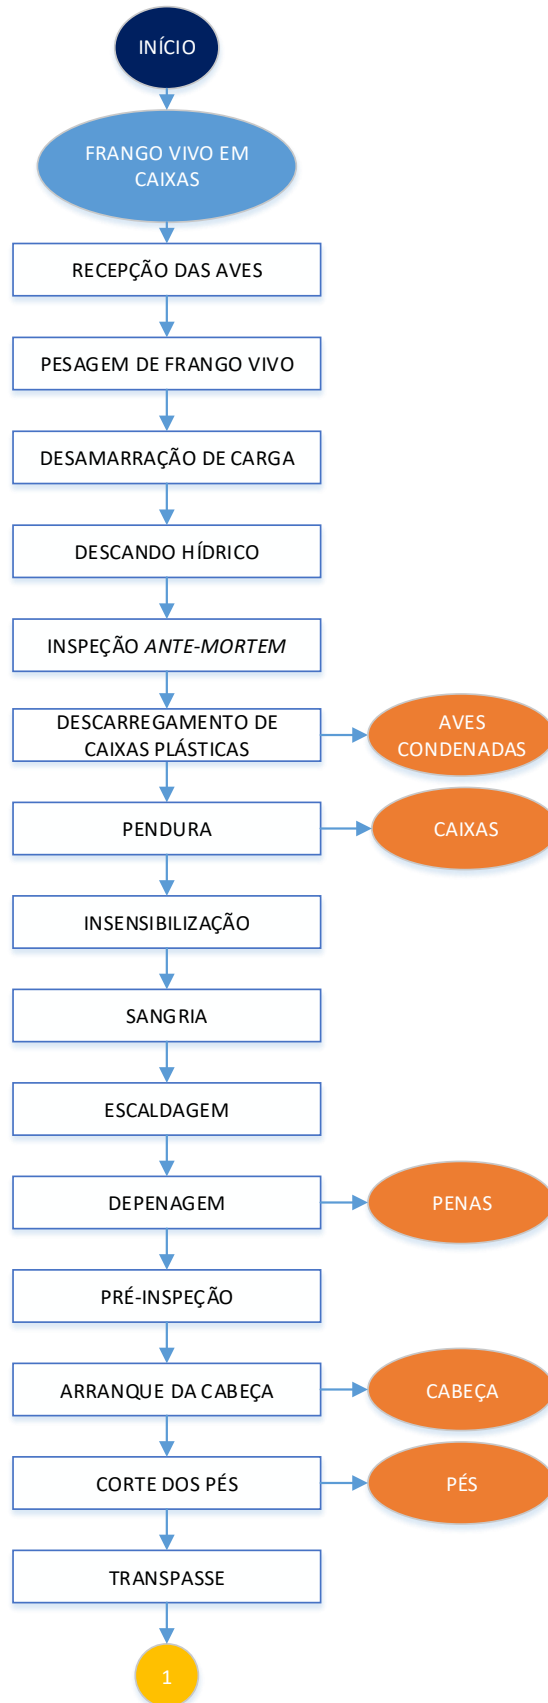 INÍCIO
FRANGO VIVO EM
CAIXAS
RECEPÇÃO DAS AVES
PESAGEM DE FRANGO VIVO
DESAMARRAÇÃO DE CARGA
DESCANDO HÍDRICO
INSPEÇÃO ANTE-MORTEM
DESCARREGAMENTO DE
CAIXAS PLÁSTICAS
AVES
CONDENADAS
PENDURA
CAIXAS
INSENSIBILIZAÇÃO
SANGRIA
ESCALDAGEM
DEPENAGEM
PENAS
PRÉ-INSPEÇÃO
ARRANQUE DA CABEÇA
CABEÇA
CORTE DOS PÉS
PÉS
TRANSPASSE
1